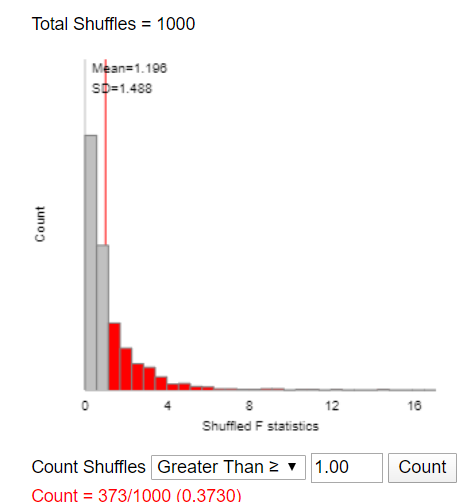 Total Shuffles = 1000
Mean=1.196
SD=1.488
Count
0 4 8 12 16
Shuffled F statistics
Count Shuffles Greater Than ≥ ▼ 1.00 Count
Count = 373/1000 (0.3730)